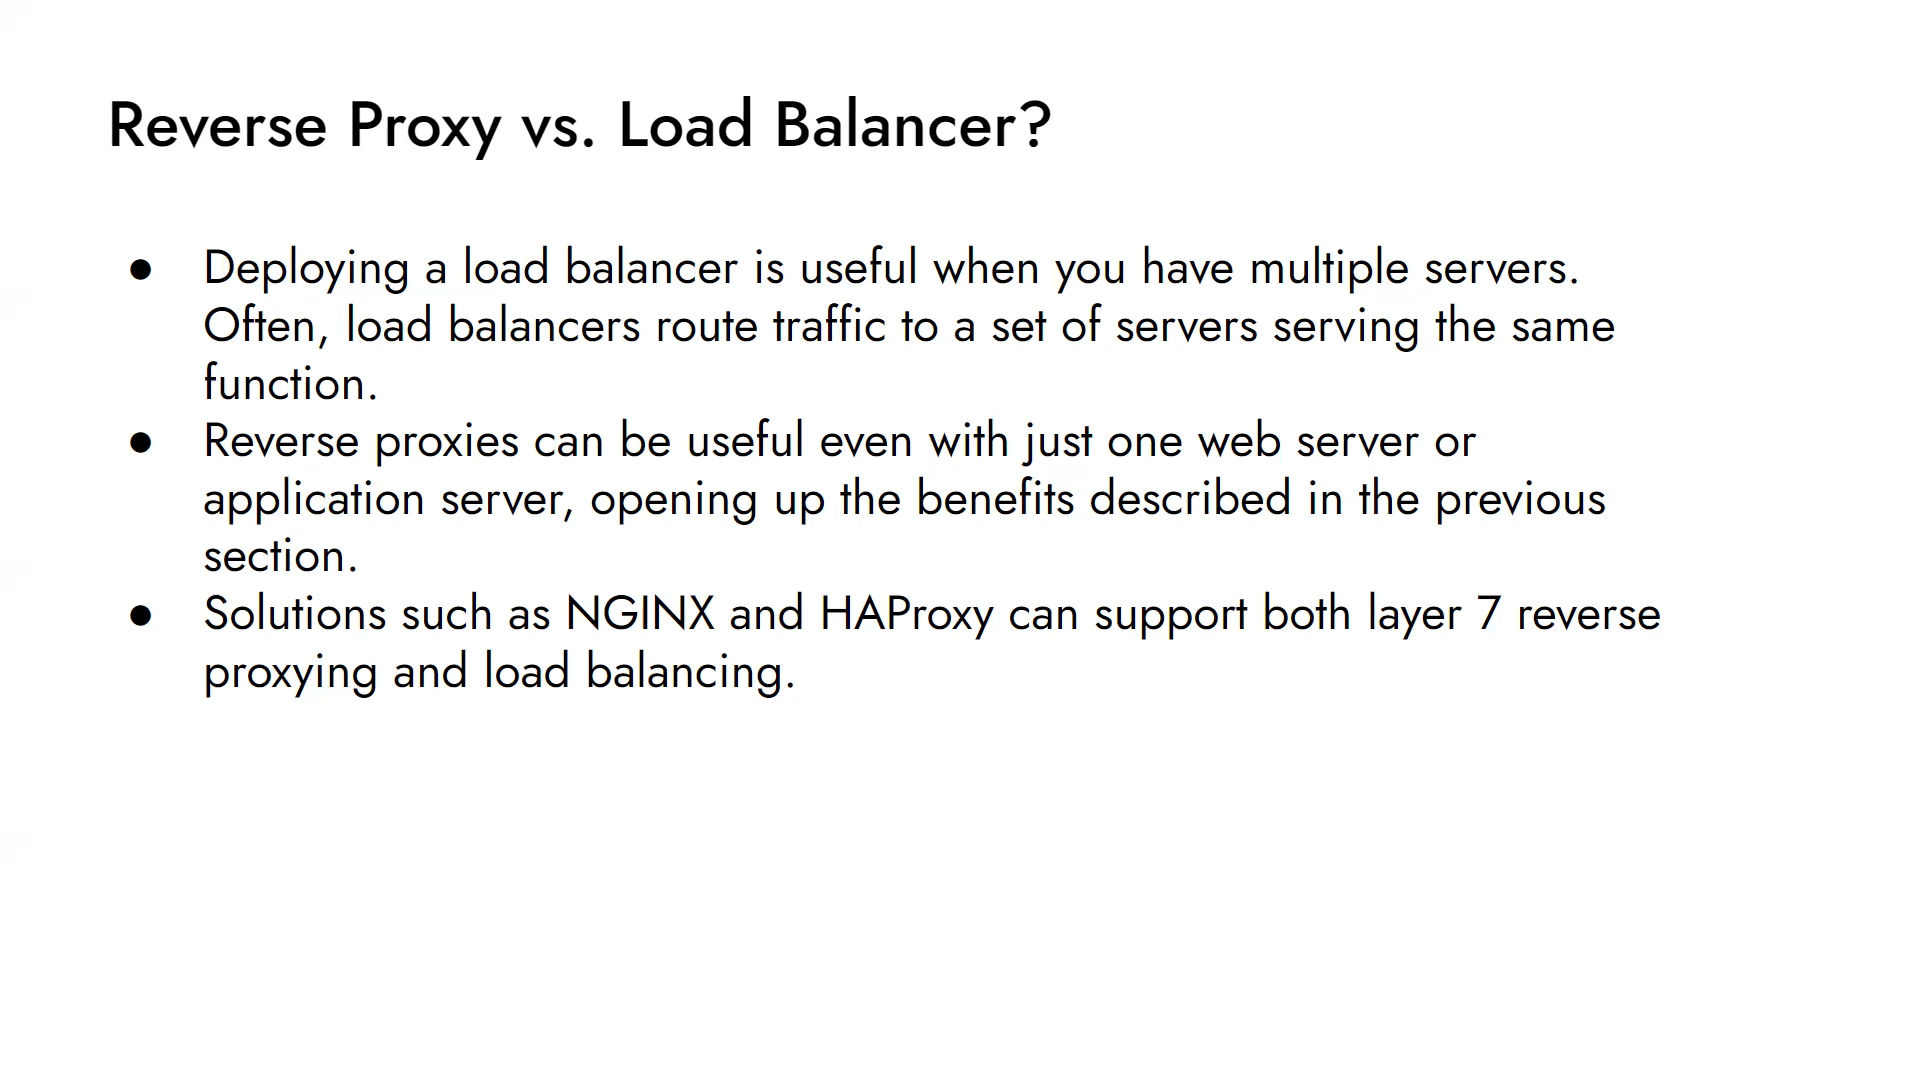 Reverse Proxy vs. Load Balancer?
● Deploying a load balancer is useful when you have multiple servers.
Often, load balancers route traffic to a set of servers serving the same
function.
● Reverse proxies can be useful even with just one web server or
application server, opening up the benefits described in the previous
section.
● Solutions such as NGINX and HAProxy can support both layer 7 reverse
proxying and load balancing.